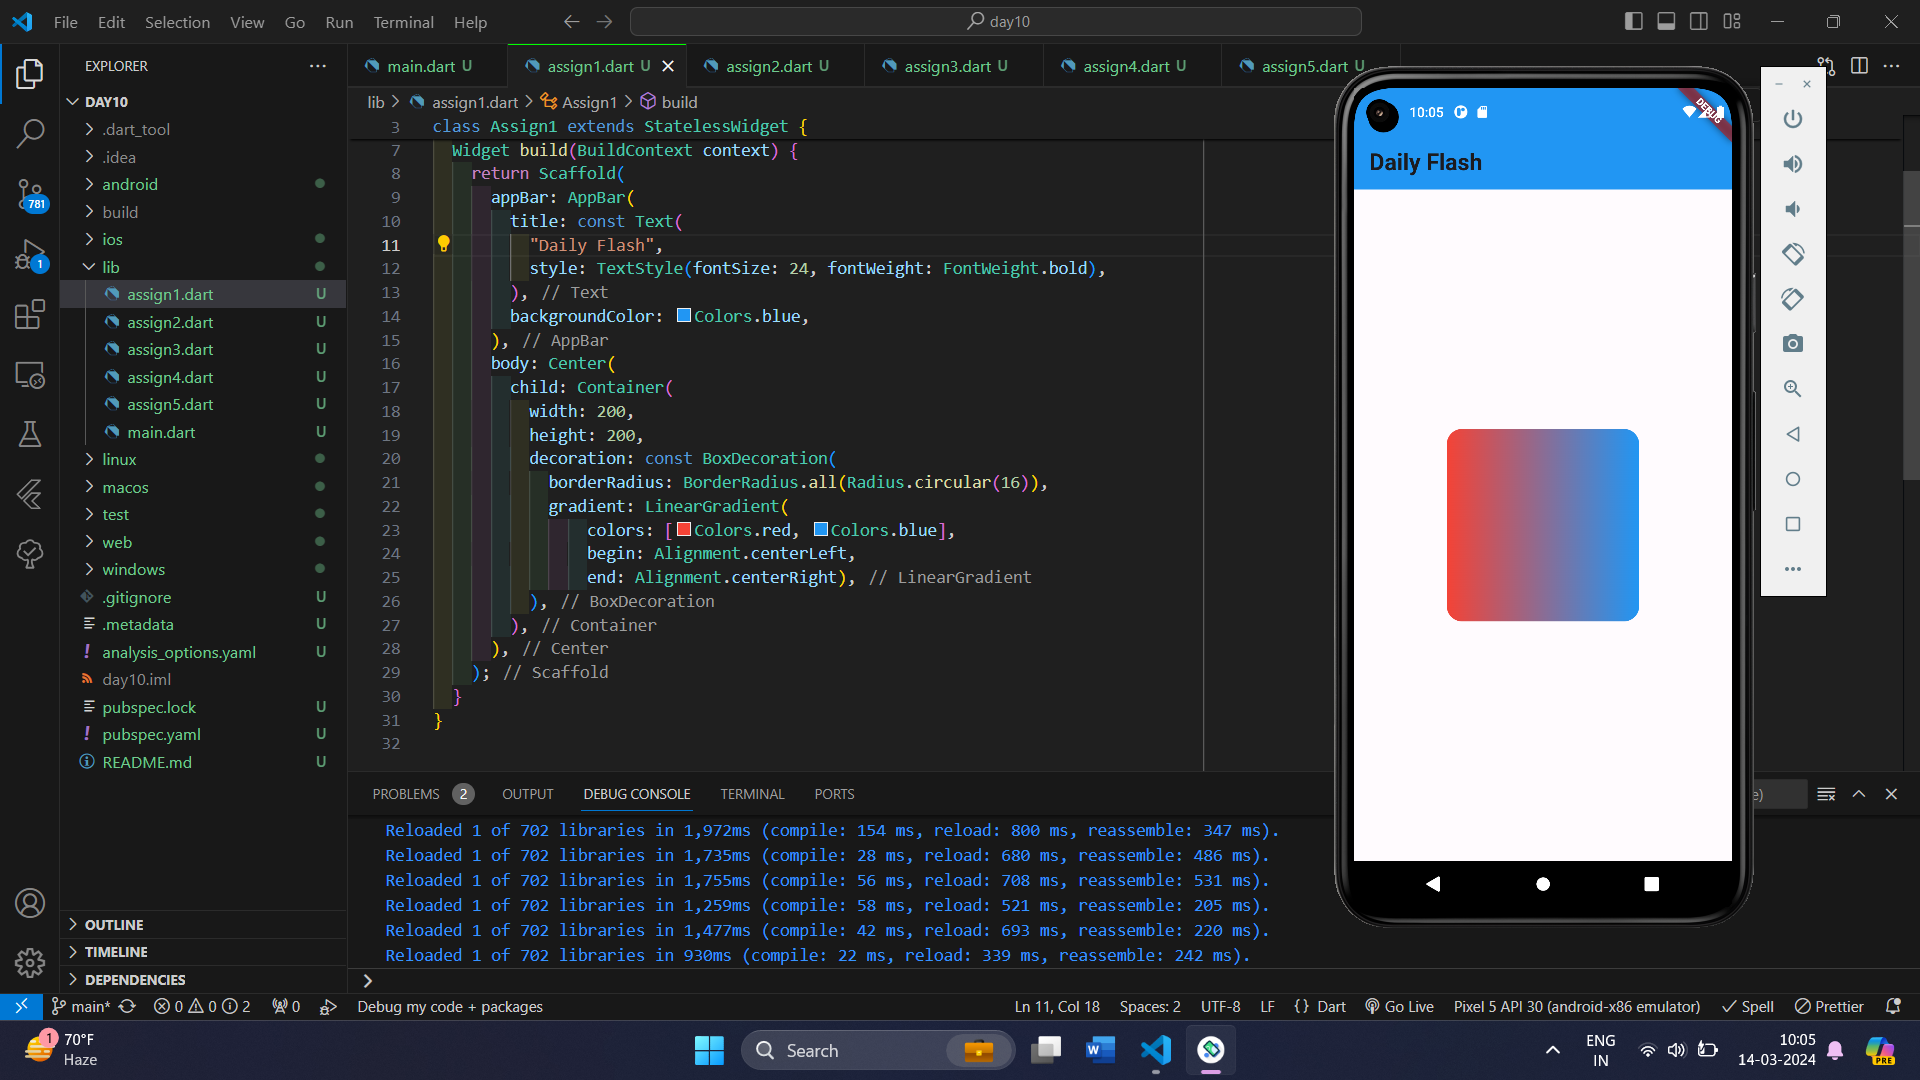 File Edit Selection View Go Run Terminal Help
day10
EXPLORER
DAY10
.dart_tool
.idea
android
build
ios
lib
assign1.dart U
assign2.dart U
assign3.dart U
assign4.dart U
assign5.dart U
main.dart U
linux
macos
test
web
windows
.gitignore U
.metadata U
analysis_options.yaml U
day10.iml
pubspec.lock U
pubspec.yaml U
README.md U
OUTLINE
TIMELINE
DEPENDENCIES
781
1
main.dart U assign1.dart U assign2.dart U assign3.dart U assign4.dart U assign5.dart U
lib > assign1.dart > Assign1 > build
3 class Assign1 extends StatelessWidget {
7 Widget build(BuildContext context) {
8 return Scaffold(
9 appBar: AppBar(
10 title: const Text(
11 "Daily Flash",
12 style: TextStyle(fontSize: 24, fontWeight: FontWeight.bold),
13 ), // Text
14 backgroundColor: Colors.blue,
15 ), // AppBar
16 body: Center(
17 child: Container(
18 width: 200,
19 height: 200,
20 decoration: const BoxDecoration(
21 borderRadius: BorderRadius.all(Radius.circular(16)),
22 gradient: LinearGradient(
23 colors: [Colors.red, Colors.blue],
24 begin: Alignment.centerLeft,
25 end: Alignment.centerRight), // LinearGradient
26 ), // BoxDecoration
27 ), // Container
28 ), // Center
29 ); // Scaffold
30 }
31 }
32
PROBLEMS 2 OUTPUT DEBUG CONSOLE TERMINAL PORTS
e)
Reloaded 1 of 702 libraries in 1,972ms (compile: 154 ms, reload: 800 ms, reassemble: 347 ms).
Reloaded 1 of 702 libraries in 1,735ms (compile: 28 ms, reload: 680 ms, reassemble: 486 ms).
Reloaded 1 of 702 libraries in 1,755ms (compile: 56 ms, reload: 708 ms, reassemble: 531 ms).
Reloaded 1 of 702 libraries in 1,259ms (compile: 58 ms, reload: 521 ms, reassemble: 205 ms).
Reloaded 1 of 702 libraries in 1,477ms (compile: 42 ms, reload: 693 ms, reassemble: 220 ms).
Reloaded 1 of 702 libraries in 930ms (compile: 22 ms, reload: 339 ms, reassemble: 242 ms).
10:05
DEBUG
Daily Flash
main* 0 0 2 0 Debug my code + packages Ln 11, Col 18 Spaces: 2 UTF-8 LF {} Dart Go Live Pixel 5 API 30 (android-x86 emulator) Spell Prettier
1
70°F
Haze
Search
W
PRE
ENG
IN
10:05
14-03-2024